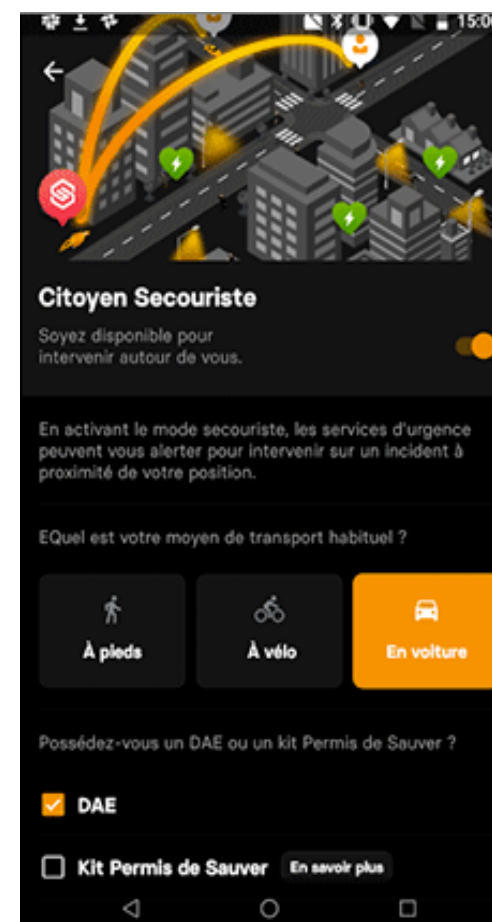 15:00
Citoyen Secouriste
Soyez disponible pour
intervenir autour de vous.
En activant le mode secouriste, les services d'urgence
peuvent vous alerter pour intervenir sur un incident à
proximité de votre position.
EQuel est votre moyen de transport habituel ?
À pieds À vélo En voiture
Possédez-vous un DAE ou un kit Permis de Sauver ?
DAE
Kit Permis de Sauver En savoir plus